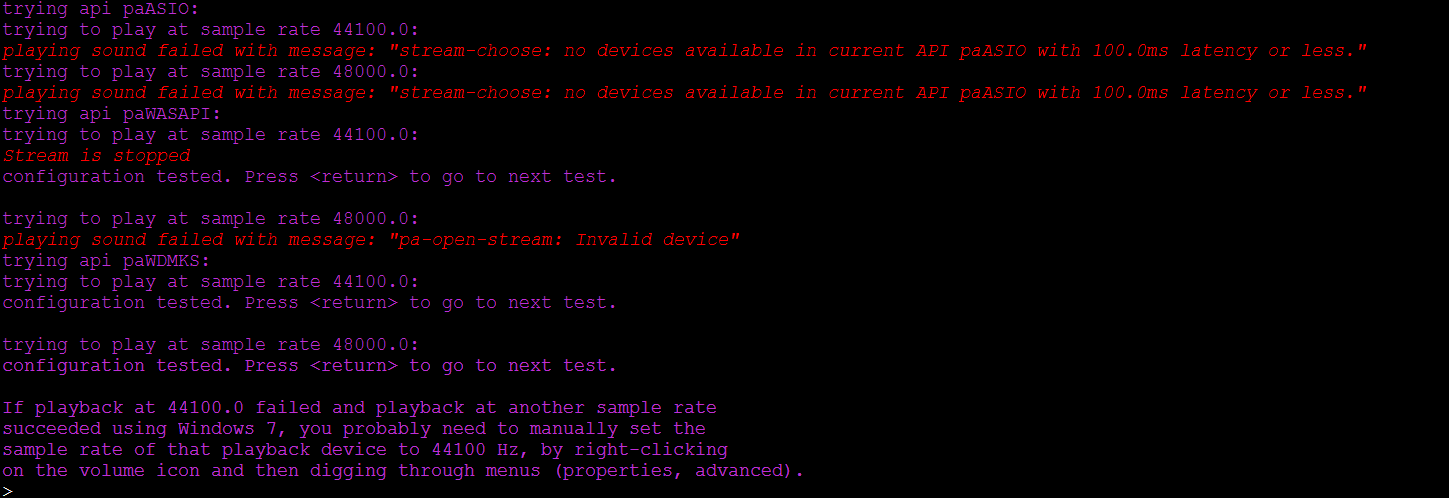 trying api paASIO:
trying to play at sample rate 44100.0:
playing sound failed with message: "stream-choose: no devices available in current API paASIO with 100.0ms latency or less."
trying to play at sample rate 48000.0:
playing sound failed with message: "stream-choose: no devices available in current API paASIO with 100.0ms latency or less."
trying api paWASAPI:
trying to play at sample rate 44100.0:
Stream is stopped
configuration tested. Press <return> to go to next test.
trying to play at sample rate 48000.0:
playing sound failed with message: "pa-open-stream: Invalid device"
trying api paWDMKS:
trying to play at sample rate 44100.0:
configuration tested. Press <return> to go to next test.
trying to play at sample rate 48000.0:
configuration tested. Press <return> to go to next test.
If playback at 44100.0 failed and playback at another sample rate
succeeded using Windows 7, you probably need to manually set the
sample rate of that playback device to 44100 Hz, by right-clicking
on the volume icon and then digging through menus (properties, advanced).
>